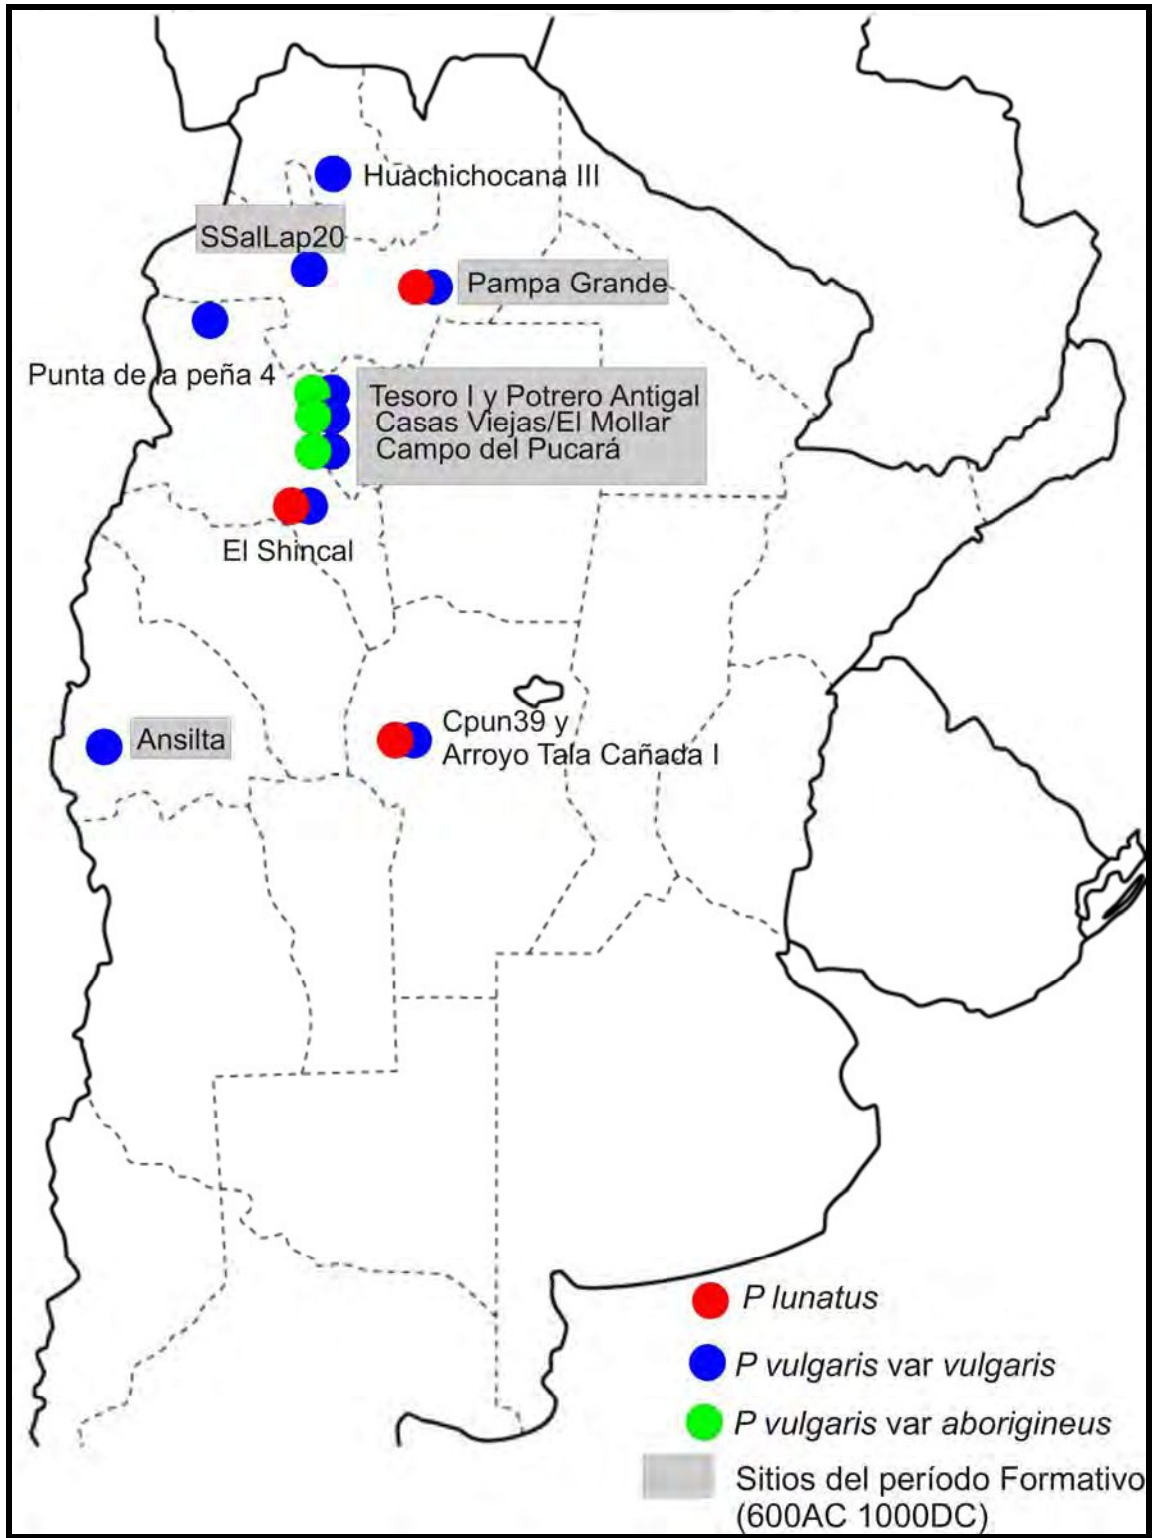 Huachichocana III
SSalLap20
Pampa Grande
Punta de la peña 4
Tesoro I y Potrero Antigal
Casas Viejas/El Mollar
Campo del Pucará
El Shincal
Ansilta
Cpun39 y
Arroyo Tala Cañada I
P lunatus
P vulgaris var vulgaris
P vulgaris var aborigineus
Sitios del período Formativo
(600AC 1000DC)